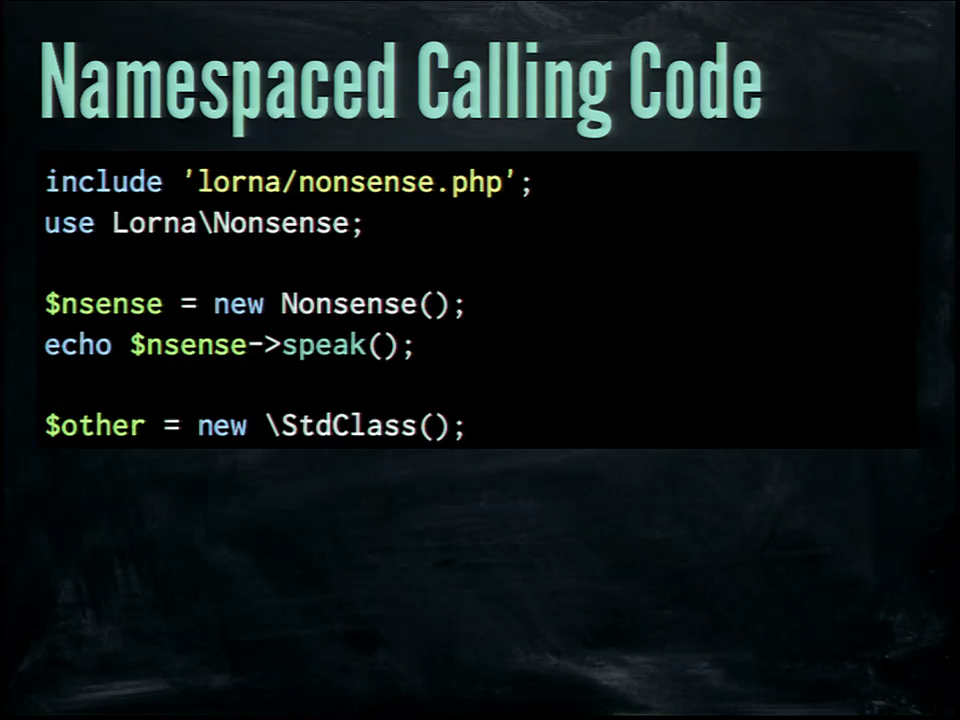 Namespaced Calling Code
include 'lorna/nonsense.php';
use Lorna\Nonsense;
$nsense = new Nonsense();
echo $nsense->speak();
$other = new \StdClass();